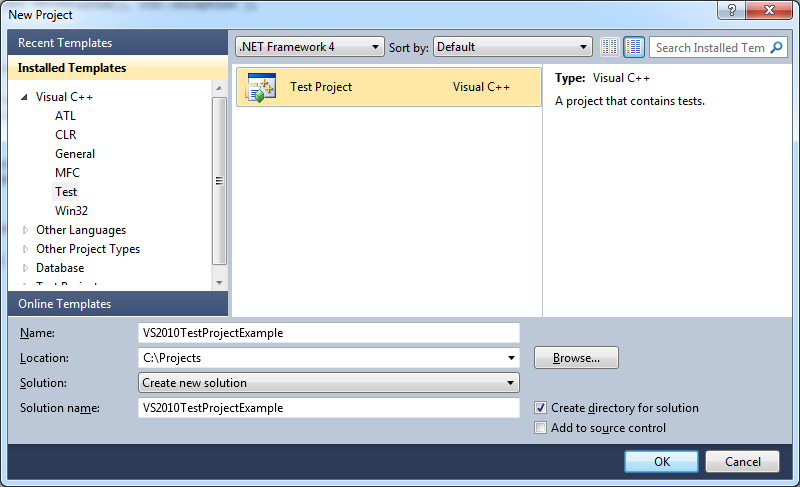 New Project
Recent Templates
Installed Templates
Visual C++
ATL
CLR
General
MFC
Test
Win32
Other Languages
Other Project Types
Database
Online Templates
.NET Framework 4
Sort by:
Default
Search Installed Tem
Test Project
Visual C++
Type: Visual C++
A project that contains tests.
Name:
VS2010TestProjectExample
Location:
C:\Projects
Browse...
Solution:
Create new solution
Solution name:
VS2010TestProjectExample
Create directory for solution
Add to source control
OK
Cancel